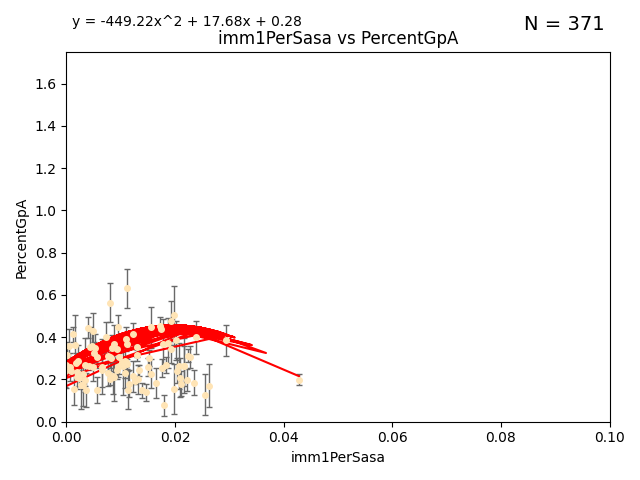 y = -449.22x^2 + 17.68x + 0.28
N = 371
imm1PerSasa vs PercentGpA
PercentGpA
1.6
1.4
1.2
1.0
0.8
0.6
0.4
0.2
0.0
0.00 0.02 0.04 0.06 0.08 0.10
imm1PerSasa